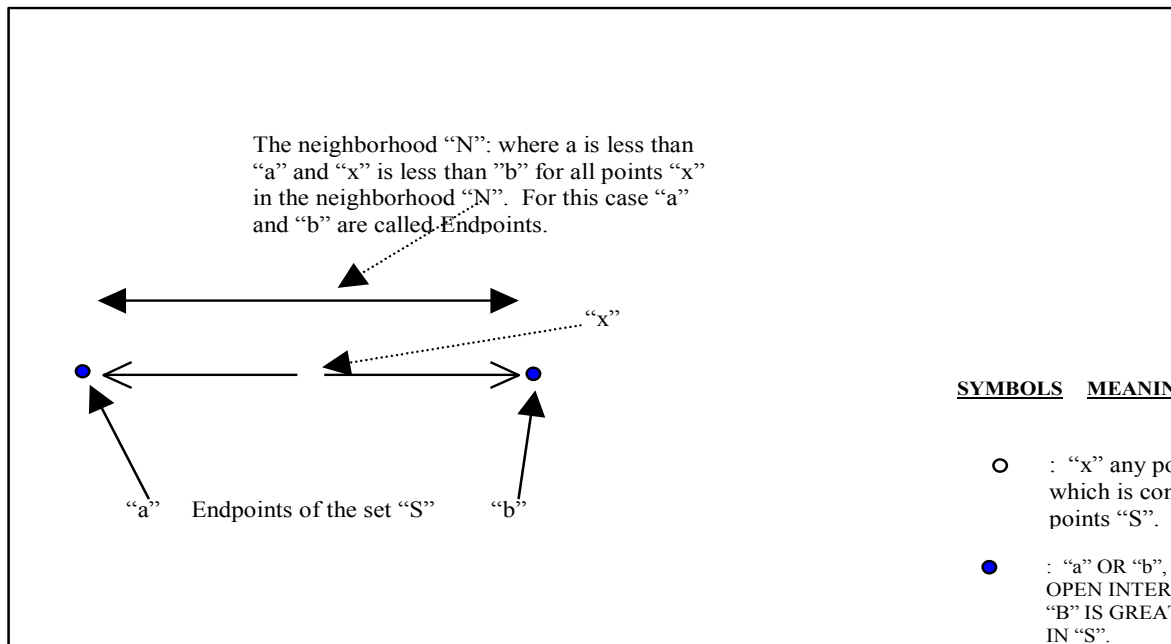 The neighborhood “N”: where a is less than
“a” and “x” is less than ”b” for all points “x”
in the neighborhood “N”.  For this case “a”
and “b” are called Endpoints.
“x”
“a” Endpoints of the set “S” “b”
SYMBOLS MEANIN
: “x” any po
which is con
points “S”.
: “a” OR “b”,
OPEN INTER
“B” IS GREAT
IN “S”.